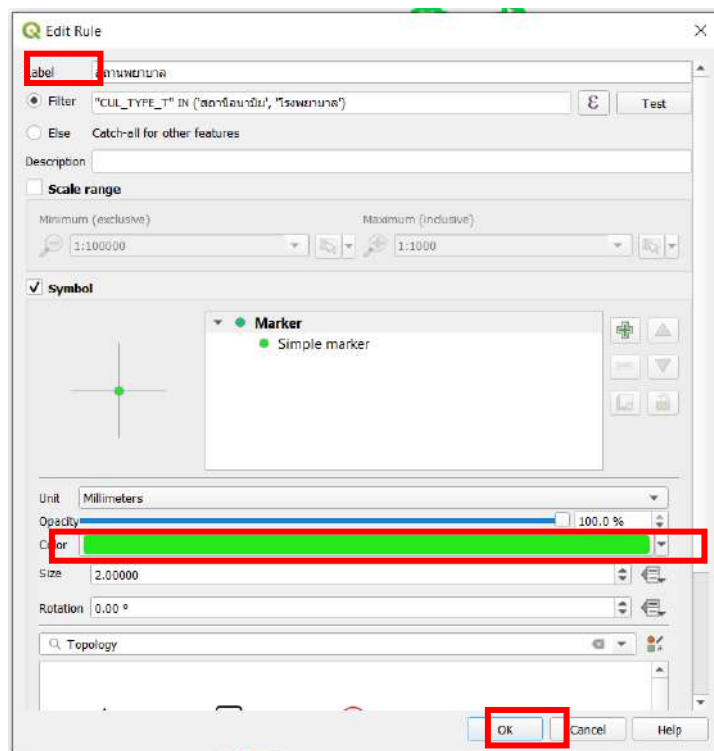 Edit Rule
Label สถานพยาบาล
Filter "CUL_TYPE_T" IN ('สถานีอนามัย', 'โรงพยาบาล') ε Test
Else Catch-all for other features
Description
Scale range
Minimum (exclusive) Maximum (inclusive)
1:100000 1:1000
Symbol
Marker
Simple marker
Unit Millimeters
Opacity 100.0 %
Color
Size 2.00000
Rotation 0.00 °
Topology
OK Cancel Help